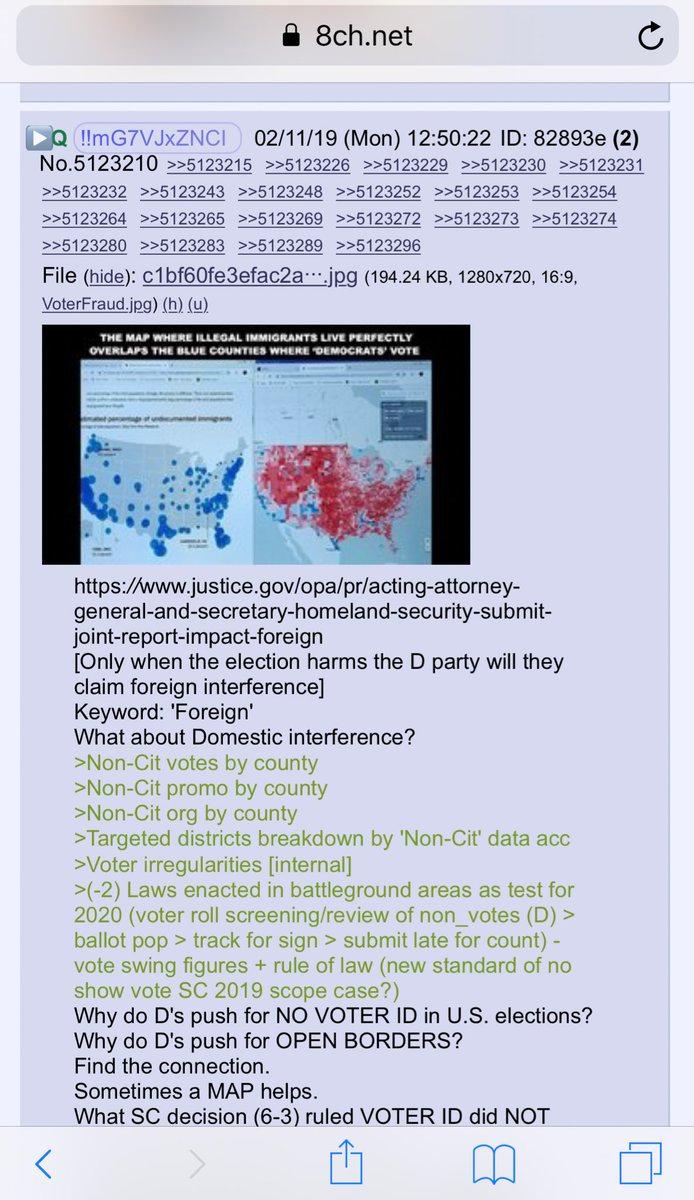 8ch.net
Q !!mG7VJxZNCI 02/11/19 (Mon) 12:50:22 ID: 82893e (2)
No.5123210 >>5123215 >>5123226 >>5123229 >>5123230 >>5123231
>>5123232 >>5123243 >>5123248 >>5123252 >>5123253 >>5123254
>>5123264 >>5123265 >>5123269 >>5123272 >>5123273 >>5123274
>>5123280 >>5123283 >>5123289 >>5123296
File (hide): c1bf60fe3efac2a···.jpg (194.24 KB, 1280x720, 16:9,
VoterFraud.jpg) (h) (u)
THE MAP WHERE ILLEGAL IMMIGRANTS LIVE PERFECTLY
OVERLAPS THE BLUE COUNTIES WHERE 'DEMOCRATS' VOTE
percentage of undocumented immigrants
https://www.justice.gov/opa/pr/acting-attorney-
general-and-secretary-homeland-security-submit-
joint-report-impact-foreign
[Only when the election harms the D party will they
claim foreign interference]
Keyword: 'Foreign'
What about Domestic interference?
>Non-Cit votes by county
>Non-Cit promo by county
>Non-Cit org by county
>Targeted districts breakdown by 'Non-Cit' data acc
>Voter irregularities [internal]
>(-2) Laws enacted in battleground areas as test for
2020 (voter roll screening/review of non_votes (D) >
ballot pop > track for sign > submit late for count) -
vote swing figures + rule of law (new standard of no
show vote SC 2019 scope case?)
Why do D's push for NO VOTER ID in U.S. elections?
Why do D's push for OPEN BORDERS?
Find the connection.
Sometimes a MAP helps.
What SC decision (6-3) ruled VOTER ID did NOT